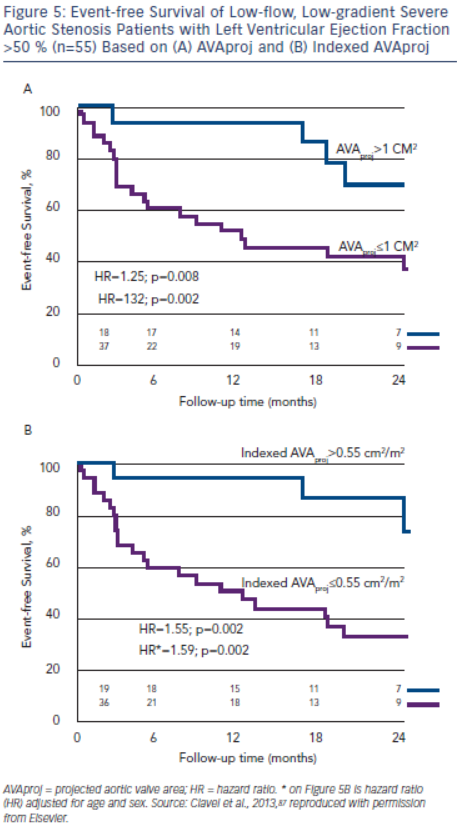 Figure 5: Event-free Survival of Low-flow, Low-gradient Severe
Aortic Stenosis Patients with Left Ventricular Ejection Fraction
>50 % (n=55) Based on (A) AVAproj and (B) Indexed AVAproj
A
Event-free Survival, %
100
80
60
40
20
0
AVAproj>1 CM²
AVAproj≤1 CM²
HR=1.25; p=0.008
HR=132; p=0.002
18 17 14 11 7
37 22 19 13 9
0 6 12 18 24
Follow-up time (months)
B
Event-free Survival, %
100
80
60
40
20
0
Indexed AVAproj>0.55 cm²/m²
Indexed AVAproj≤0.55 cm²/m²
HR=1.55; p=0.002
HR*=1.59; p=0.002
19 18 15 11 7
36 21 18 13 9
0 6 12 18 24
Follow-up time (months)
AVAproj = projected aortic valve area; HR = hazard ratio. * on Figure 5B is hazard ratio
(HR) adjusted for age and sex. Source: Clavel et al., 2013,⁸⁷ reproduced with permission
from Elsevier.